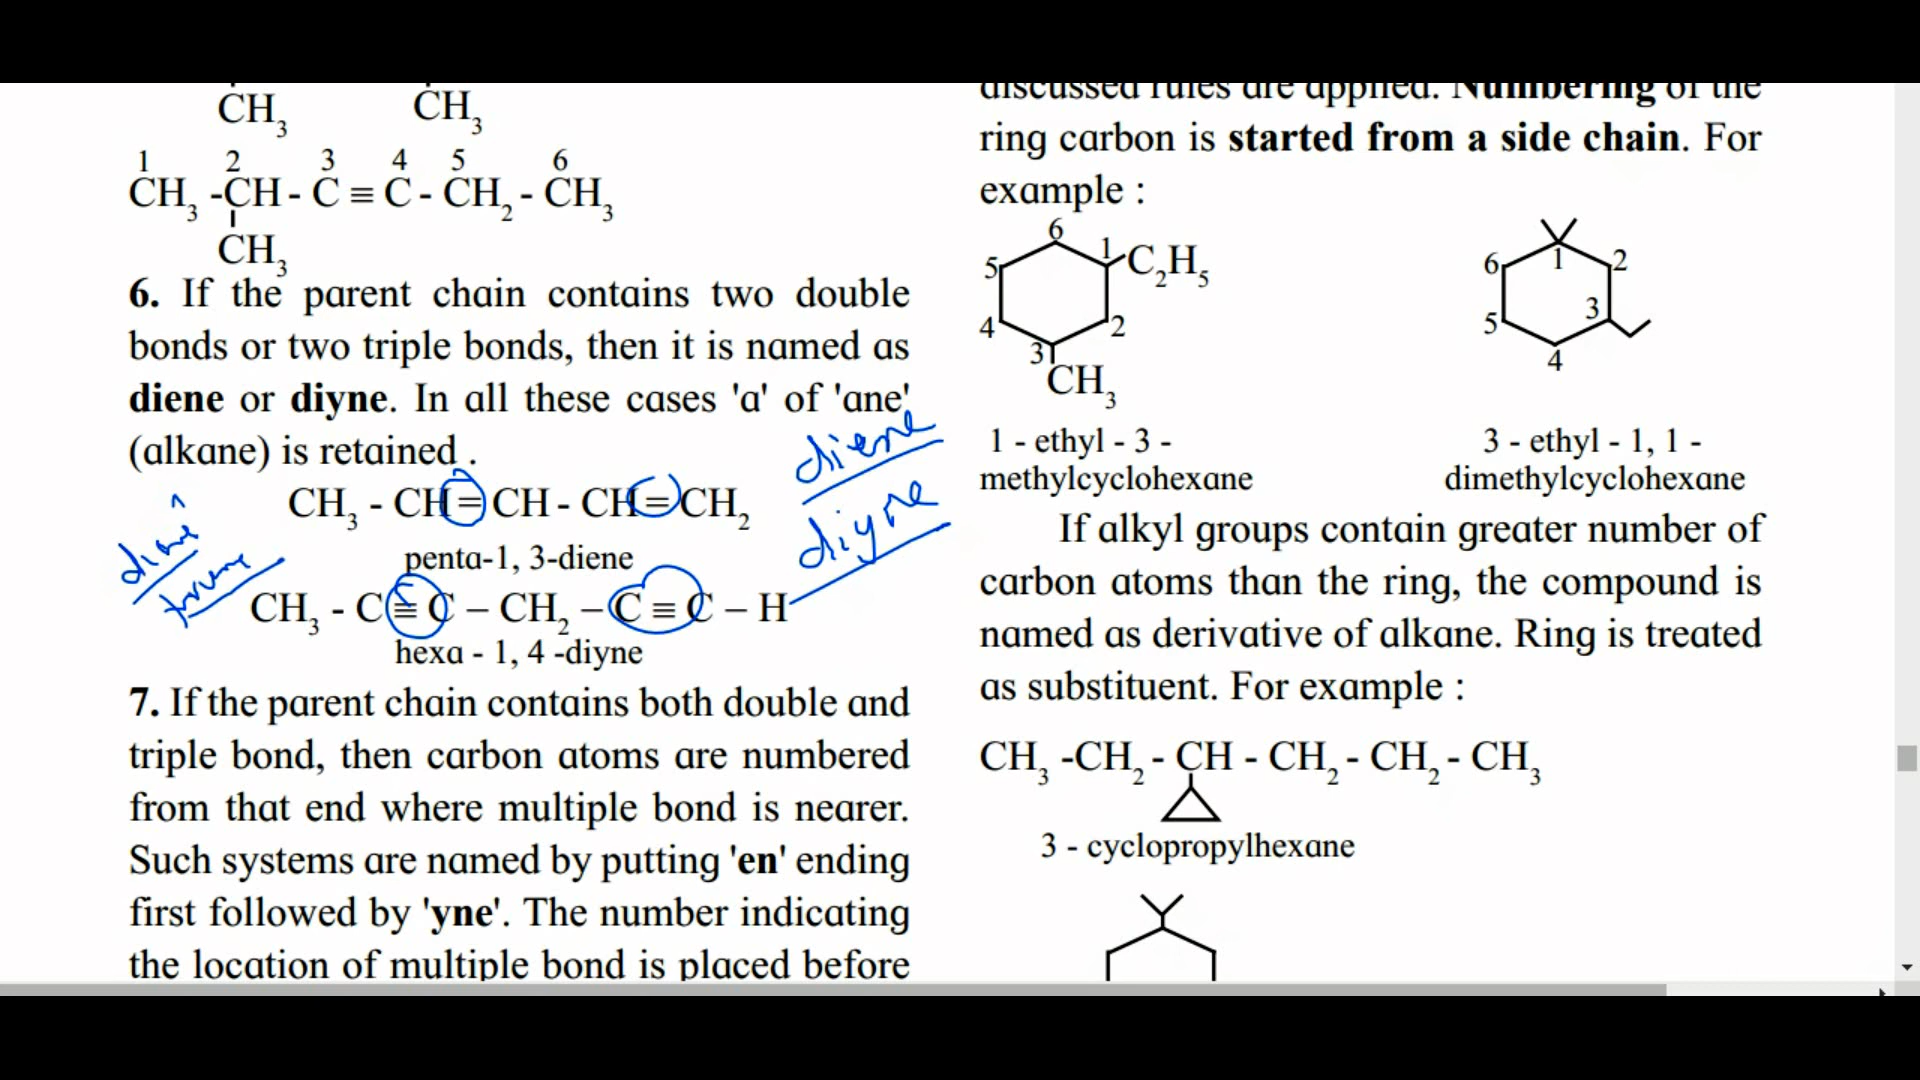 CH3 CH3
1 2 3 4 5 6
CH3 -CH - C ≡ C - CH2 - CH3
CH3
6. If the parent chain contains two double
bonds or two triple bonds, then it is named as
diene or diyne. In all these cases 'a' of 'ane'
(alkane) is retained .
diene
CH3 - CH = CH - CH = CH2
diyne
penta-1, 3-diene
CH3 - C ≡ C – CH2 – C ≡ C – H
hexa - 1, 4 -diyne
7. If the parent chain contains both double and
triple bond, then carbon atoms are numbered
from that end where multiple bond is nearer.
Such systems are named by putting 'en' ending
first followed by 'yne'. The number indicating
the location of multiple bond is placed before
discussed rules are applied. Numbering of the
ring carbon is started from a side chain. For
example :
6
5 1 C2H5
4 2
3
CH3
1 - ethyl - 3 -
methylcyclohexane
6 1 2
5 3
4
3 - ethyl - 1, 1 -
dimethylcyclohexane
If alkyl groups contain greater number of
carbon atoms than the ring, the compound is
named as derivative of alkane. Ring is treated
as substituent. For example :
CH3 -CH2 - CH - CH2 - CH2 - CH3
3 - cyclopropylhexane